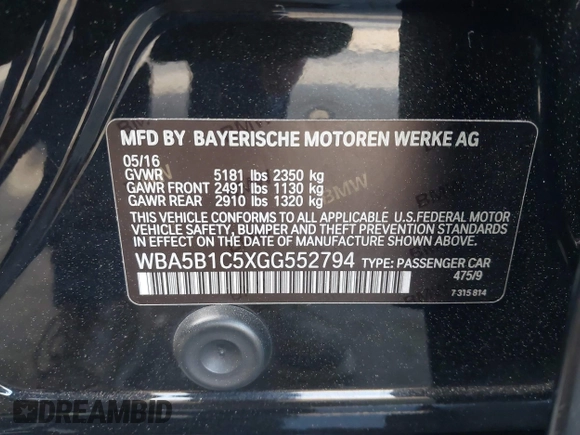 MFD BY BAYERISCHE MOTOREN WERKE AG
05/16
GVWR 5181 lbs 2350 kg
GAWR FRONT 2491 lbs 1130 kg
GAWR REAR 2910 lbs 1320 kg
THIS VEHICLE CONFORMS TO ALL APPLICABLE U.S.FEDERAL MOTOR
VEHICLE SAFETY, BUMPER AND THEFT PREVENTION STANDARDS
IN EFFECT ON THE DATE OF MANUFACTURE SHOWN ABOVE.
WBA5B1C5XGG552794 TYPE: PASSENGER CAR
475/9
7 315 814
BMW
DREAMBID